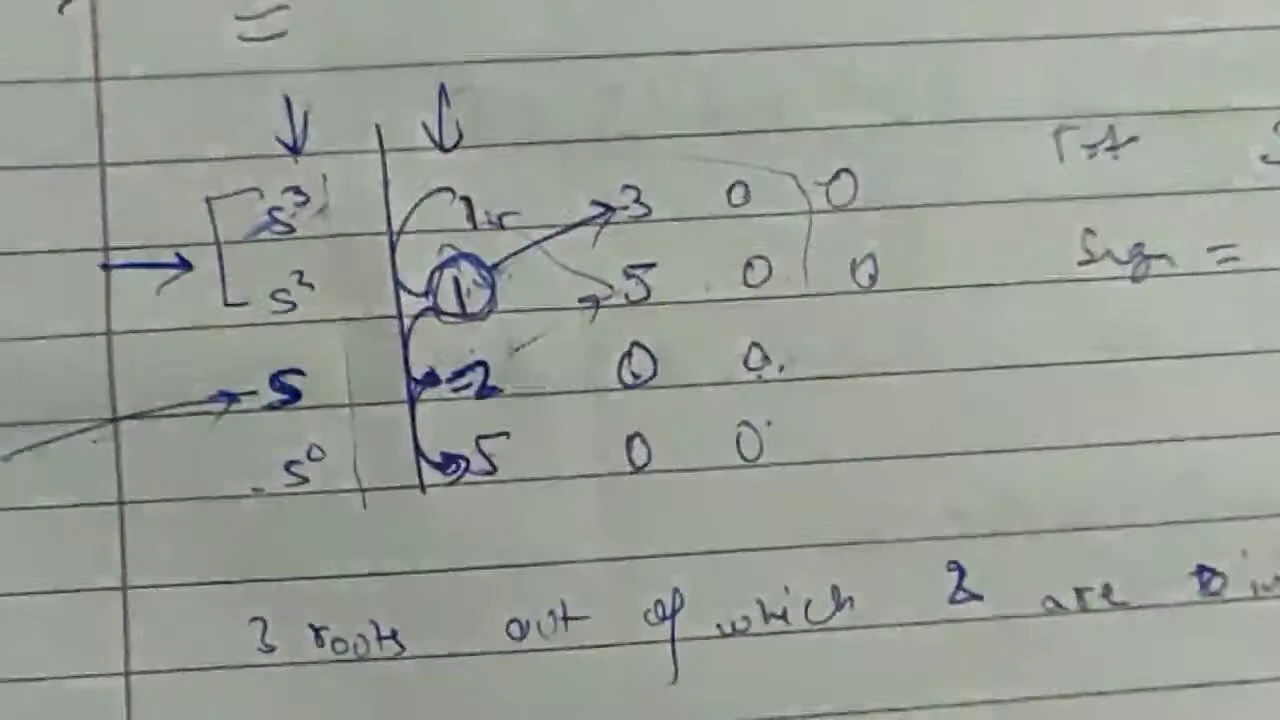 =
s³ 1 3 0 0
s² 1 5 0 0
s -2 0 0.
s⁰ 5 0 0
Sign =
3 roots out of which 2 are in